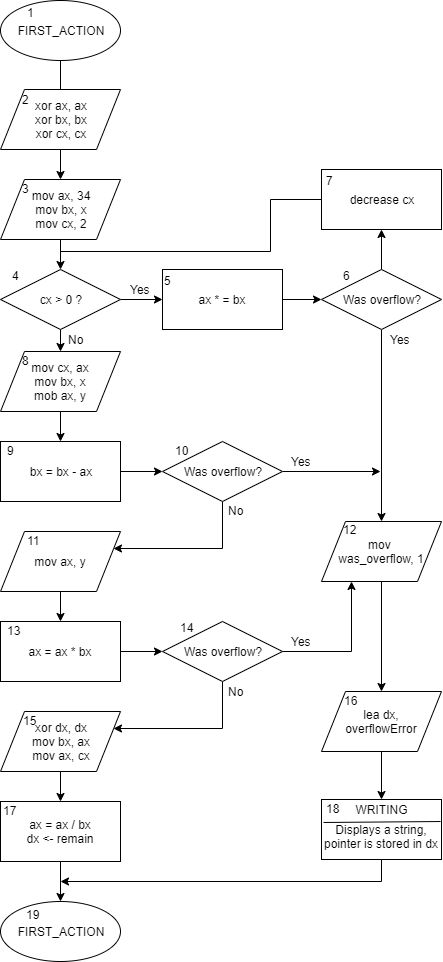 1
FIRST_ACTION
2
xor ax, ax
xor bx, bx
xor cx, cx
3
mov ax, 34
mov bx, x
mov cx, 2
4
cx > 0 ?
Yes
No
5
ax * = bx
6
Was overflow?
Yes
7
decrease cx
8
mov cx, ax
mov bx, x
mob ax, y
9
bx = bx - ax
10
Was overflow?
Yes
No
11
mov ax, y
12
mov
was_overflow, 1
13
ax = ax * bx
14
Was overflow?
Yes
No
15
xor dx, dx
mov bx, ax
mov ax, cx
16
lea dx,
overflowError
17
ax = ax / bx
dx <- remain
18
WRITING
Displays a string,
pointer is stored in dx
19
FIRST_ACTION